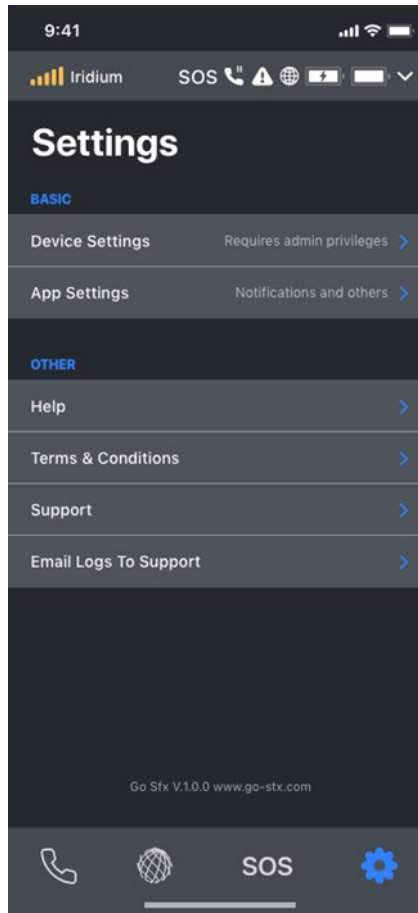 9:41
Iridium SOS
Settings
BASIC
Device Settings Requires admin privileges
App Settings Notifications and others
OTHER
Help
Terms & Conditions
Support
Email Logs To Support
Go Sfx V.1.0.0 www.go-stx.com
SOS